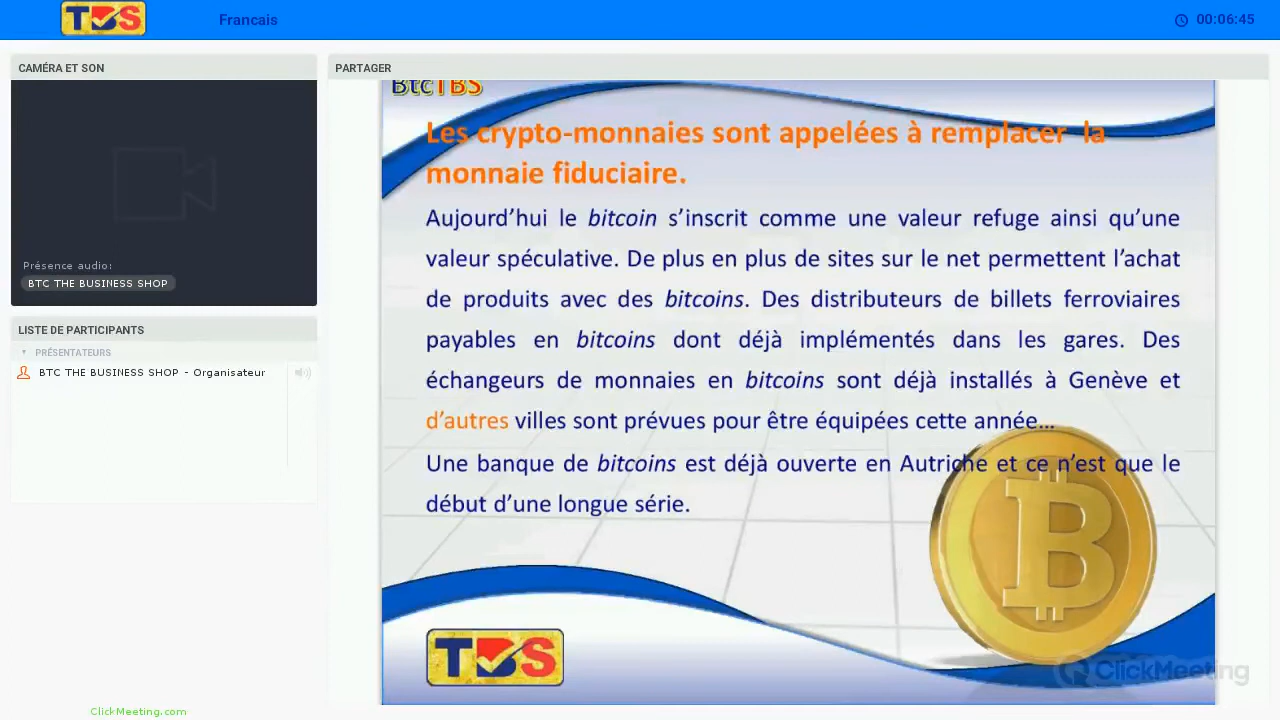 TBS
Francais
00:06:45
CAMÉRA ET SON
PARTAGER
Présence audio:
BTC THE BUSINESS SHOP
LISTE DE PARTICIPANTS
PRÉSENTATEURS
BTC THE BUSINESS SHOP - Organisateur
BtcTBS
Les crypto-monnaies sont appelées à remplacer la
monnaie fiduciaire.
Aujourd’hui le bitcoin s’inscrit comme une valeur refuge ainsi qu’une
valeur spéculative. De plus en plus de sites sur le net permettent l’achat
de produits avec des bitcoins. Des distributeurs de billets ferroviaires
payables en bitcoins dont déjà implémentés dans les gares. Des
échangeurs de monnaies en bitcoins sont déjà installés à Genève et
d’autres villes sont prévues pour être équipées cette année…
Une banque de bitcoins est déjà ouverte en Autriche et ce n’est que le
début d’une longue série.
TBS
ClickMeeting
ClickMeeting.com